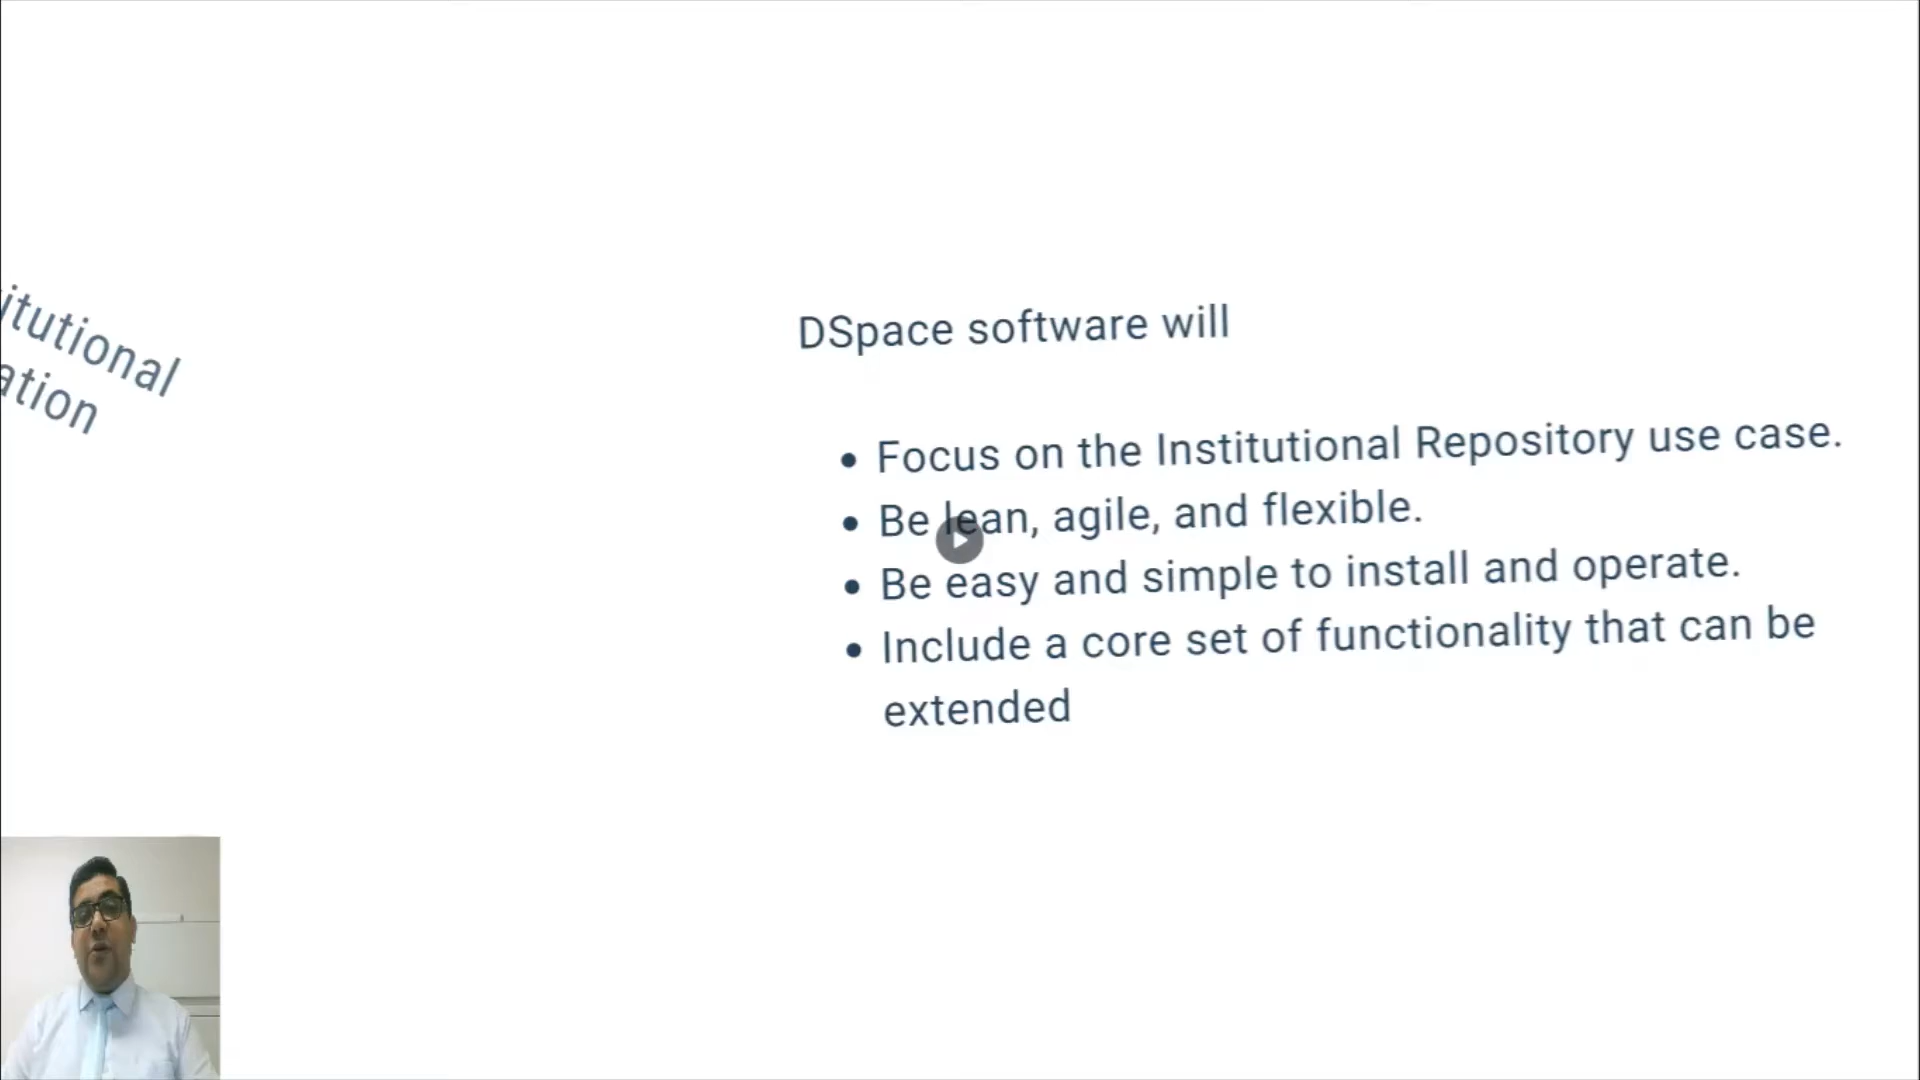 itutional
ation
DSpace software will
• Focus on the Institutional Repository use case.
• Be lean, agile, and flexible.
• Be easy and simple to install and operate.
• Include a core set of functionality that can be
extended